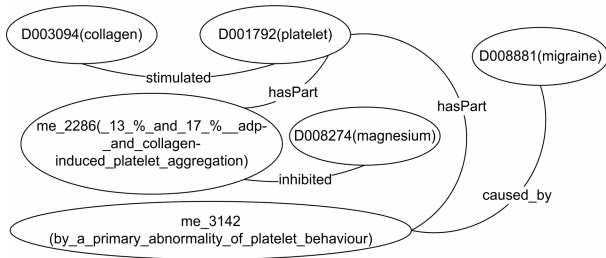 D003094(collagen)
D001792(platelet)
D008881(migraine)
stimulated
hasPart
hasPart
me_2286(_13_%_and_17_%__adp-
_and_collagen-
induced_platelet_aggregation)
D008274(magnesium)
inhibited
caused_by
me_3142
(by_a_primary_abnormality_of_platelet_behaviour)